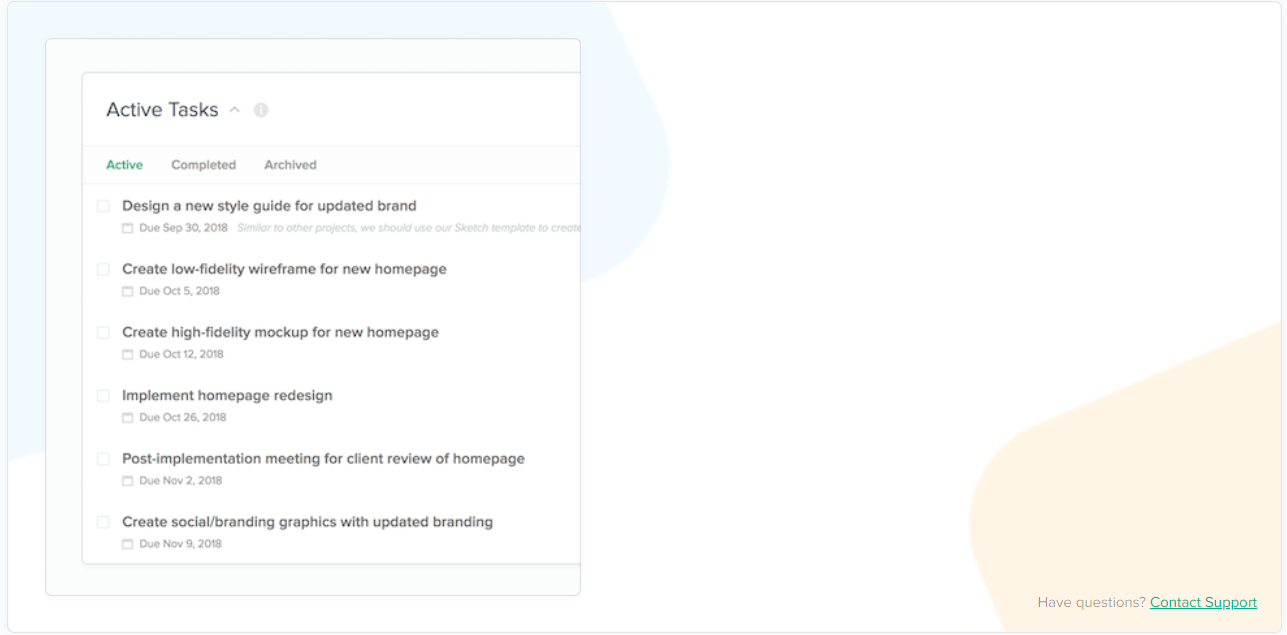 Active Tasks
Active Completed Archived
Design a new style guide for updated brand
Due Sep 30, 2018 Similar to other projects, we should use our Sketch template to create
Create low-fidelity wireframe for new homepage
Due Oct 5, 2018
Create high-fidelity mockup for new homepage
Due Oct 12, 2018
Implement homepage redesign
Due Oct 26, 2018
Post-implementation meeting for client review of homepage
Due Nov 2, 2018
Create social/branding graphics with updated branding
Due Nov 9, 2018
Have questions? Contact Support